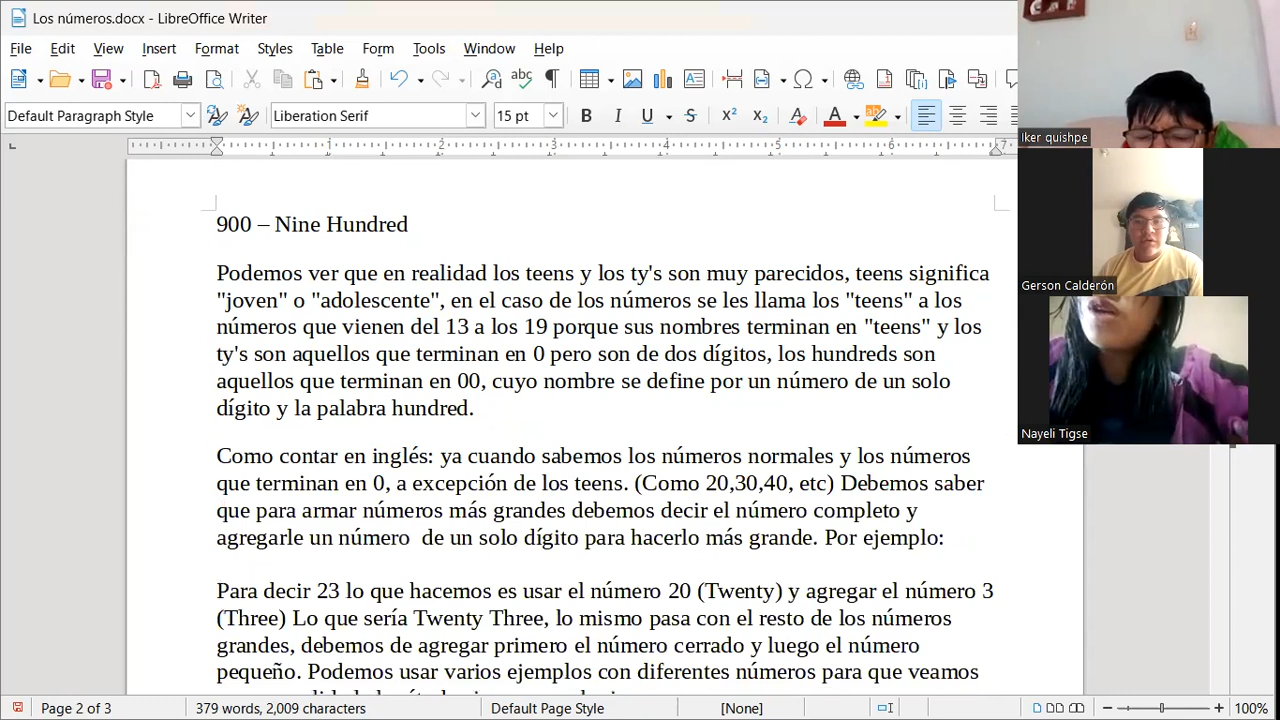 Los números.docx - LibreOffice Writer
File Edit View Insert Format Styles Table Form Tools Window Help
Default Paragraph Style Liberation Serif 15 pt
2 3 4 5 6 7
900 – Nine Hundred
Podemos ver que en realidad los teens y los ty's son muy parecidos, teens significa
"joven" o "adolescente", en el caso de los números se les llama los "teens" a los
números que vienen del 13 a los 19 porque sus nombres terminan en "teens" y los
ty's son aquellos que terminan en 0 pero son de dos dígitos, los hundreds son
aquellos que terminan en 00, cuyo nombre se define por un número de un solo
dígito y la palabra hundred.
Como contar en inglés: ya cuando sabemos los números normales y los números
que terminan en 0, a excepción de los teens. (Como 20,30,40, etc) Debemos saber
que para armar números más grandes debemos decir el número completo y
agregarle un número  de un solo dígito para hacerlo más grande. Por ejemplo:
Para decir 23 lo que hacemos es usar el número 20 (Twenty) y agregar el número 3
(Three) Lo que sería Twenty Three, lo mismo pasa con el resto de los números
grandes, debemos de agregar primero el número cerrado y luego el número
pequeño. Podemos usar varios ejemplos con diferentes números para que veamos
Page 2 of 3 379 words, 2,009 characters Default Page Style [None] 100%
Iker quishpe
Gerson Calderón
Nayeli Tigse